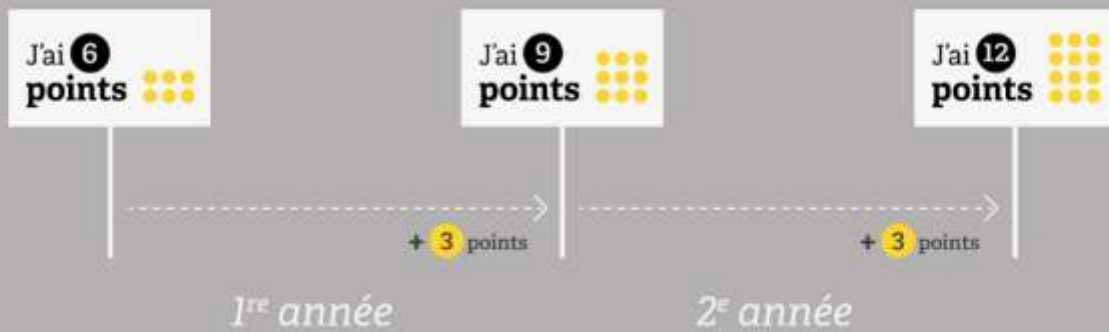 J'ai 6
points
J'ai 9
points
J'ai 12
points
+ 3 points
+ 3 points
1re année
2e année